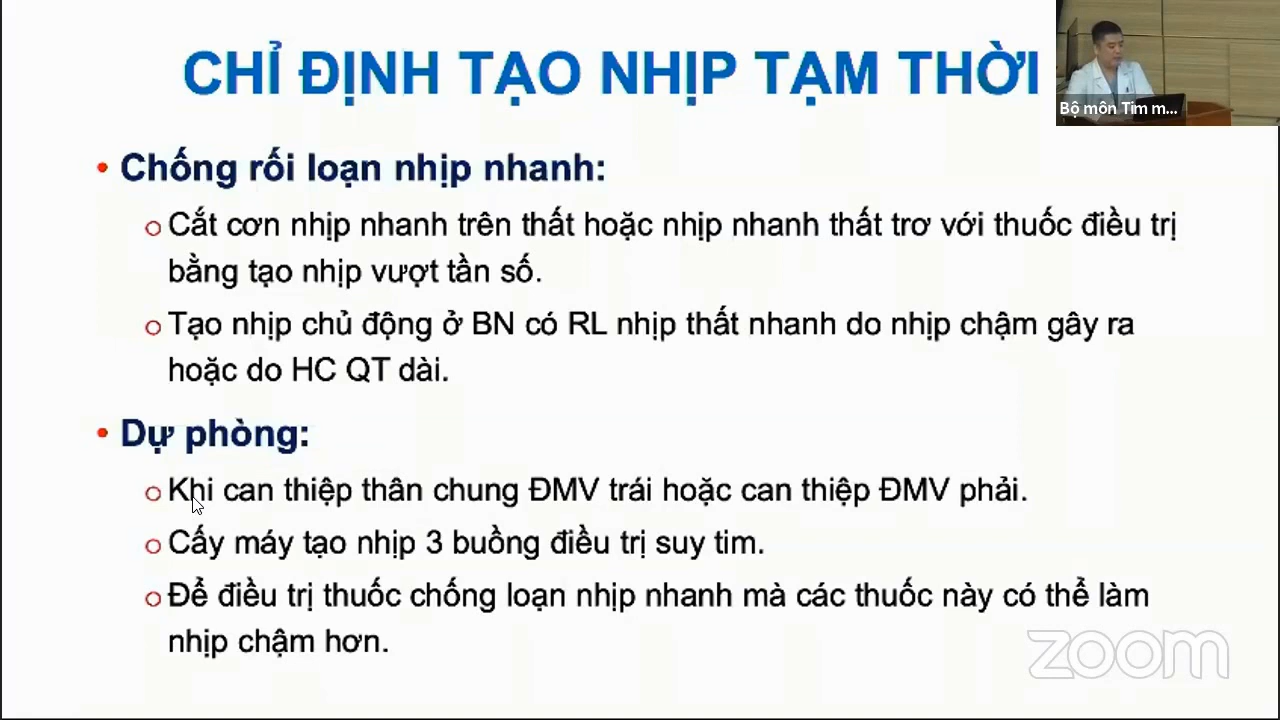 CHỈ ĐỊNH TẠO NHỊP TẠM THỜI
Bộ môn Tim m...
• Chống rối loạn nhịp nhanh:
o Cắt cơn nhịp nhanh trên thất hoặc nhịp nhanh thất trơ với thuốc điều trị
bằng tạo nhịp vượt tần số.
o Tạo nhịp chủ động ở BN có RL nhịp thất nhanh do nhịp chậm gây ra
hoặc do HC QT dài.
• Dự phòng:
o Khi can thiệp thân chung ĐMV trái hoặc can thiệp ĐMV phải.
o Cấy máy tạo nhịp 3 buồng điều trị suy tim.
o Để điều trị thuốc chống loạn nhịp nhanh mà các thuốc này có thể làm
nhịp chậm hơn.
zoom